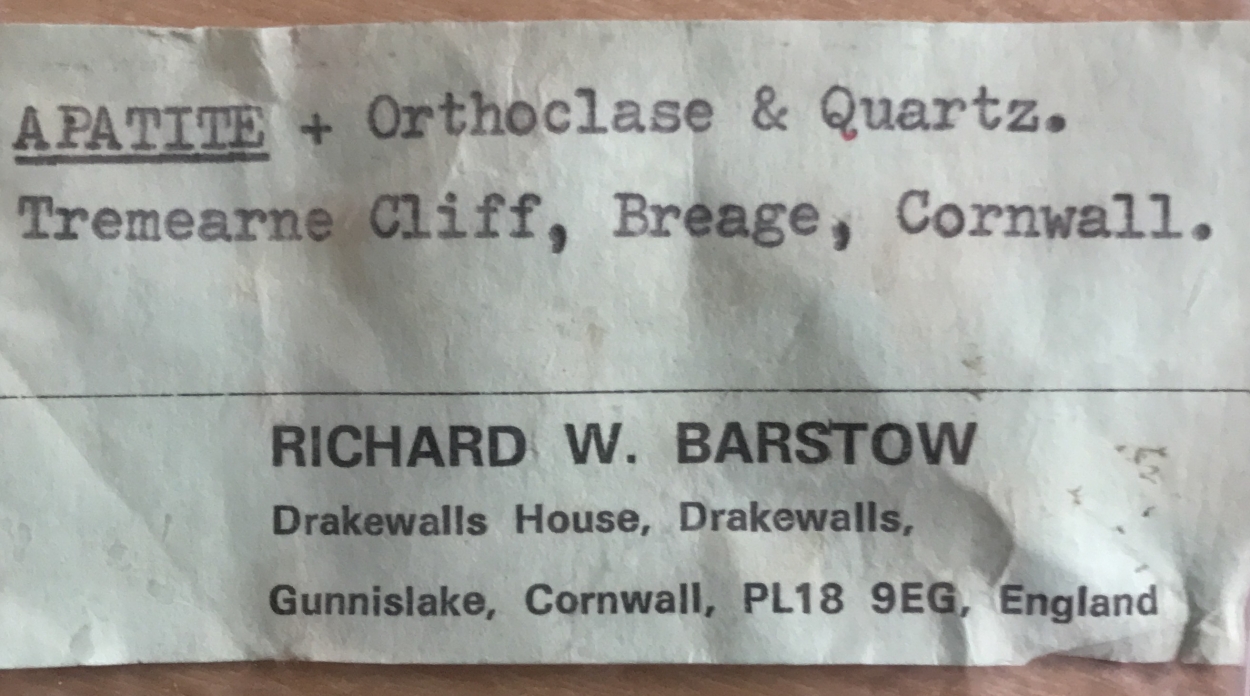 APATITE + Orthoclase & Quartz.
Tremearne Cliff, Breage, Cornwall.
RICHARD W. BARSTOW
Drakewalls House, Drakewalls,
Gunnislake, Cornwall, PL18 9EG, England